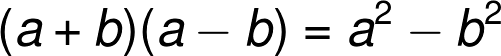 (a + b)(a − b) = a² − b²